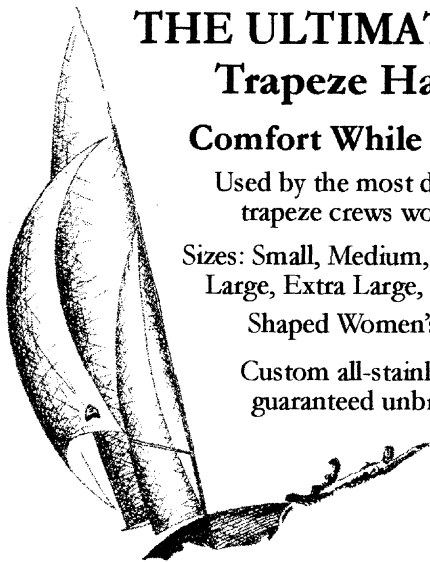 THE ULTIMAT
Trapeze Ha
Comfort While
Used by the most d
trapeze crews wo
Sizes: Small, Medium,
Large, Extra Large,
Shaped Women's
Custom all-stainl
guaranteed unbr